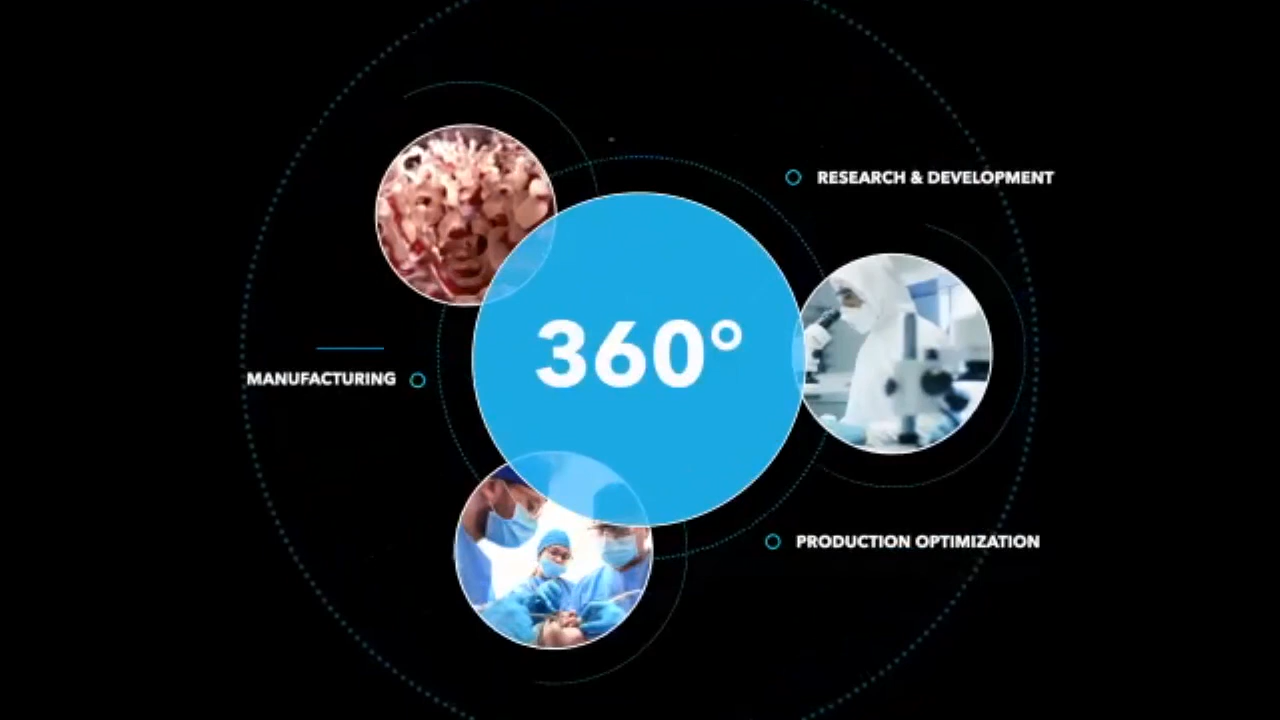 RESEARCH & DEVELOPMENT
360°
MANUFACTURING
PRODUCTION OPTIMIZATION